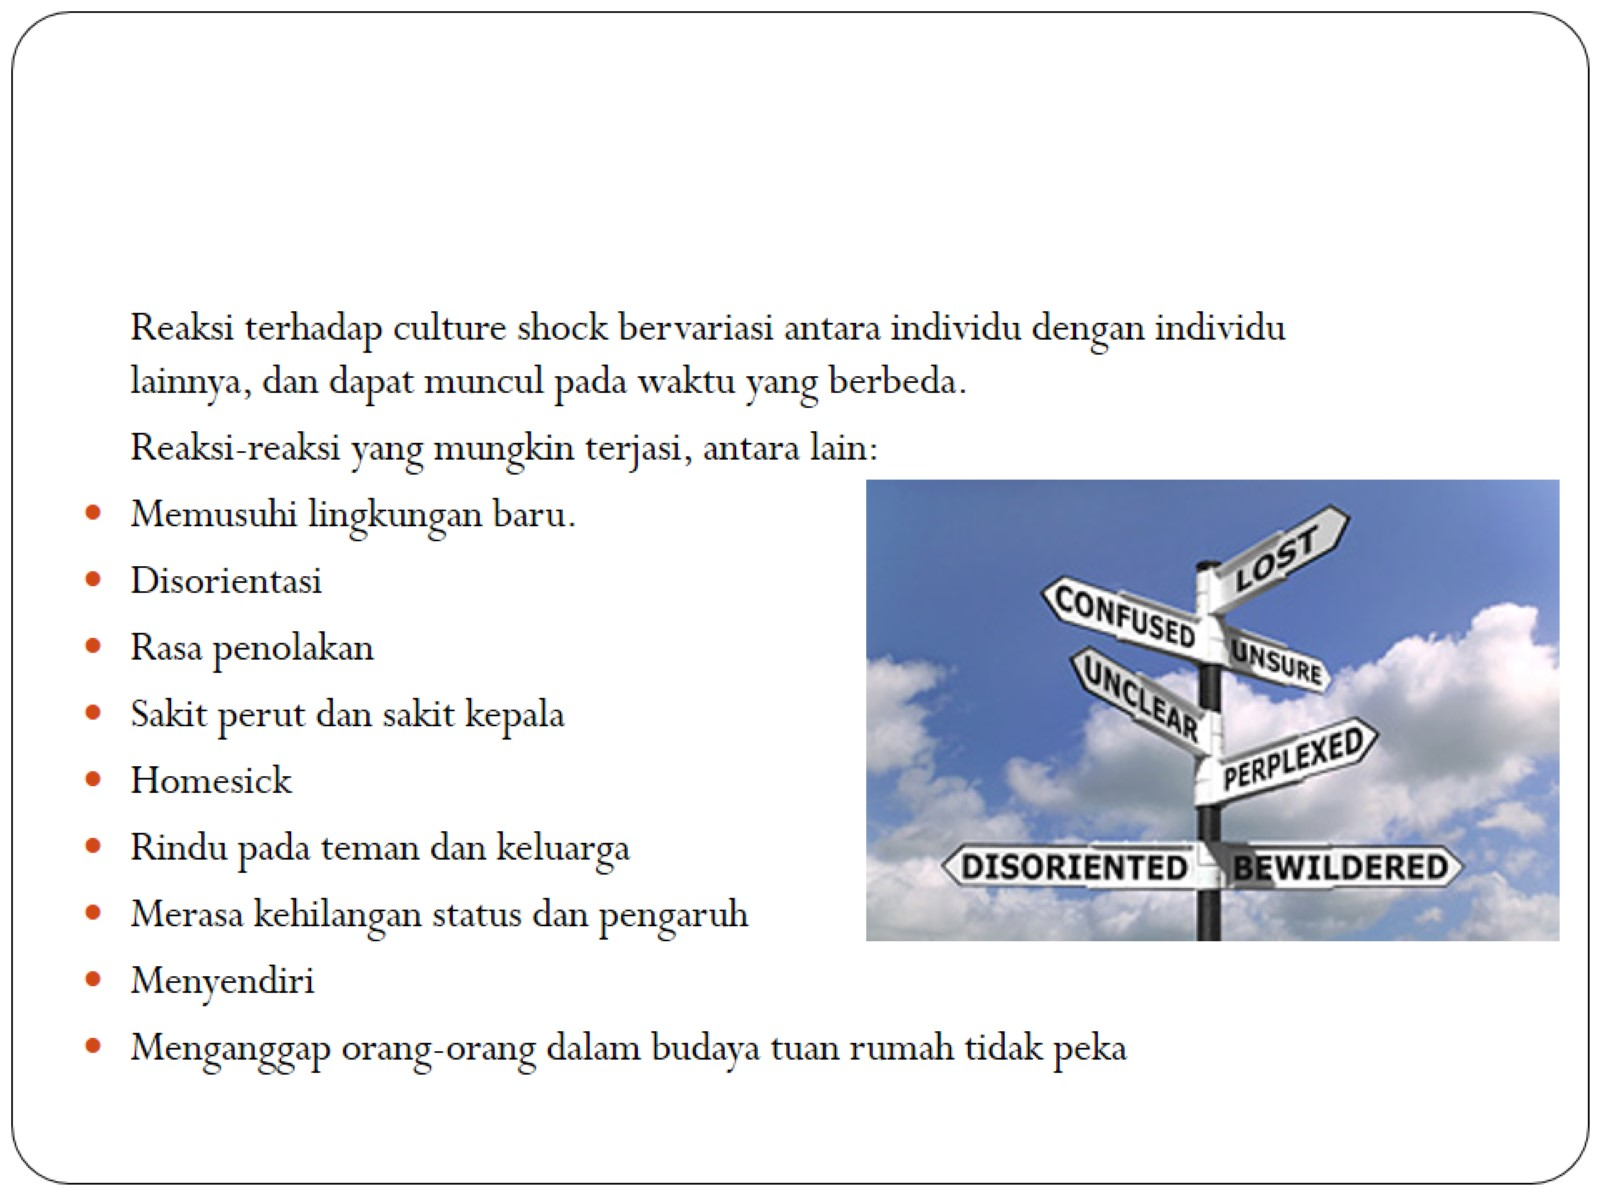 Reaksi terhadap culture shock bervariasi antara individu dengan individu
lainnya, dan dapat muncul pada waktu yang berbeda.
Reaksi-reaksi yang mungkin terjasi, antara lain:
• Memusuhi lingkungan baru.
• Disorientasi
• Rasa penolakan
• Sakit perut dan sakit kepala
• Homesick
• Rindu pada teman dan keluarga
• Merasa kehilangan status dan pengaruh
• Menyendiri
• Menganggap orang-orang dalam budaya tuan rumah tidak peka
LOST
CONFUSED
UNSURE
UNCLEAR
PERPLEXED
DISORIENTED
BEWILDERED